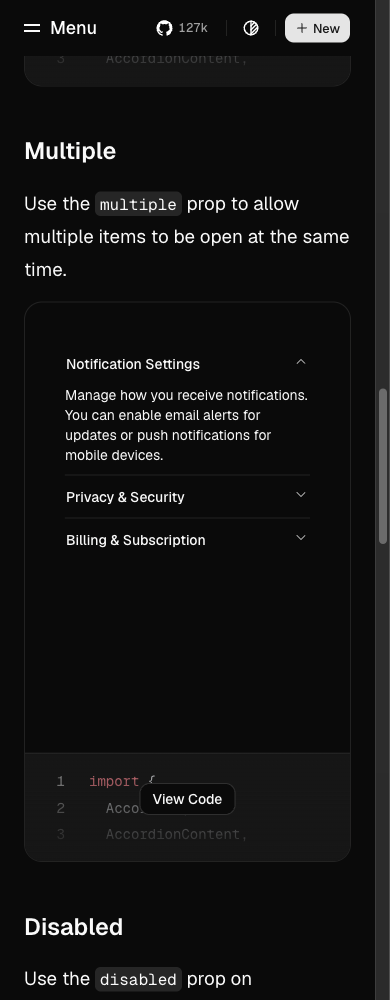 Menu
127k
New
3 AccordionContent,
Multiple
Use the multiple prop to allow
multiple items to be open at the same
time.
Notification Settings
Manage how you receive notifications.
You can enable email alerts for
updates or push notifications for
mobile devices.
Privacy & Security
Billing & Subscription
1 import {
View Code
2 Acco
3 AccordionContent,
Disabled
Use the disabled prop on